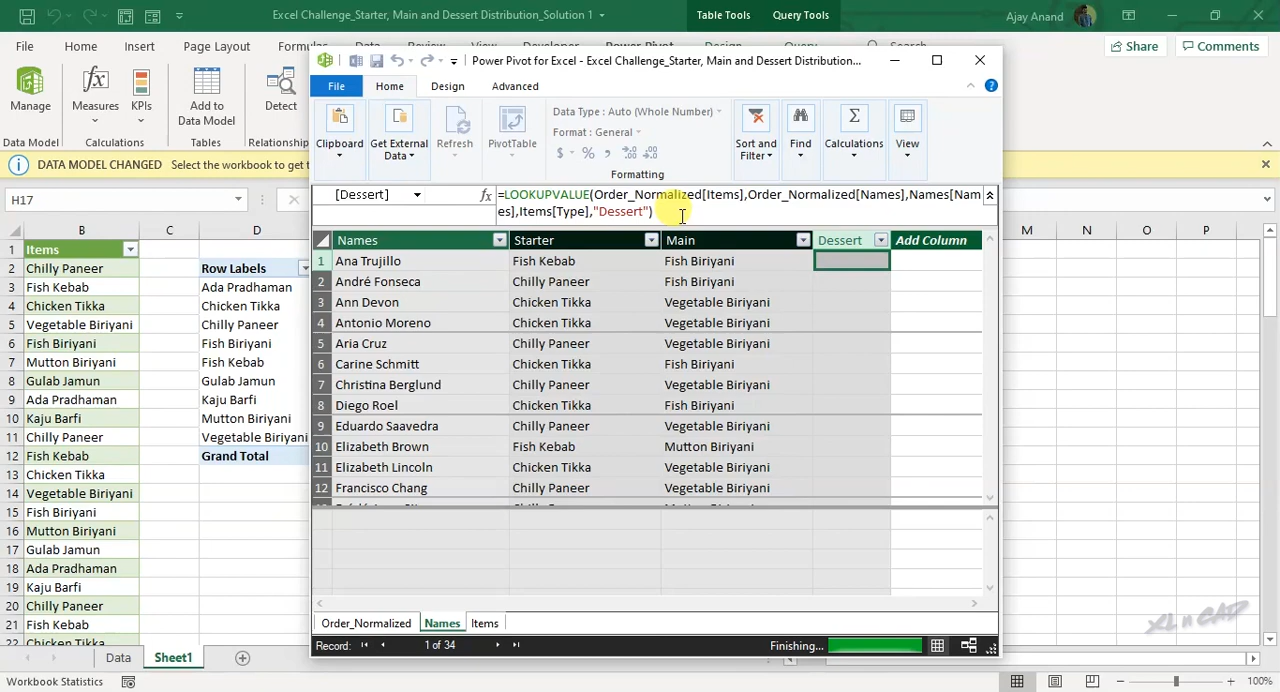 Excel Challenge_Starter, Main and Dessert Distribution_Solution 1
Table Tools
Query Tools
Ajay Anand
File
Home
Insert
Page Layout
Formulas
Data
Review
View
Developer
Power Pivot
Design
Query
Search
Share
Comments
Manage
Measures
KPIs
Add to
Data Model
Detect
Data Model
Calculations
Tables
Relationship
DATA MODEL CHANGED Select the workbook to get t
H17
Power Pivot for Excel - Excel Challenge_Starter, Main and Dessert Distribution...
File
Home
Design
Advanced
Clipboard
Get External
Data
Refresh
PivotTable
Data Type : Auto (Whole Number)
Format : General
$ % ,
Formatting
Sort and
Filter
Find
Calculations
View
[Dessert]
fx
=LOOKUPVALUE(Order_Normalized[Items],Order_Normalized[Names],Names[Nam
es],Items[Type],"Dessert")
Names Starter Main Dessert Add Column
1 Ana Trujillo Fish Kebab Fish Biriyani
2 André Fonseca Chilly Paneer Fish Biriyani
3 Ann Devon Chicken Tikka Vegetable Biriyani
4 Antonio Moreno Chicken Tikka Vegetable Biriyani
5 Aria Cruz Chilly Paneer Vegetable Biriyani
6 Carine Schmitt Chicken Tikka Fish Biriyani
7 Christina Berglund Chilly Paneer Vegetable Biriyani
8 Diego Roel Chicken Tikka Fish Biriyani
9 Eduardo Saavedra Chilly Paneer Vegetable Biriyani
10 Elizabeth Brown Fish Kebab Mutton Biriyani
11 Elizabeth Lincoln Chicken Tikka Vegetable Biriyani
12 Francisco Chang Chilly Paneer Vegetable Biriyani
Order_Normalized
Names
Items
Record:
1 of 34
Finishing...
B C D
M N O P
1 Items
2 Chilly Paneer Row Labels
3 Fish Kebab Ada Pradhaman
4 Chicken Tikka Chicken Tikka
5 Vegetable Biriyani Chilly Paneer
6 Fish Biriyani Fish Biriyani
7 Mutton Biriyani Fish Kebab
8 Gulab Jamun Gulab Jamun
9 Ada Pradhaman Kaju Barfi
10 Kaju Barfi Mutton Biriyani
11 Chilly Paneer Vegetable Biriyani
12 Fish Kebab Grand Total
13 Chicken Tikka
14 Vegetable Biriyani
15 Fish Biriyani
16 Mutton Biriyani
17 Gulab Jamun
18 Ada Pradhaman
19 Kaju Barfi
20 Chilly Paneer
21 Fish Kebab
22 Chicken Tikka
XL n CAD
Data
Sheet1
Workbook Statistics
100%